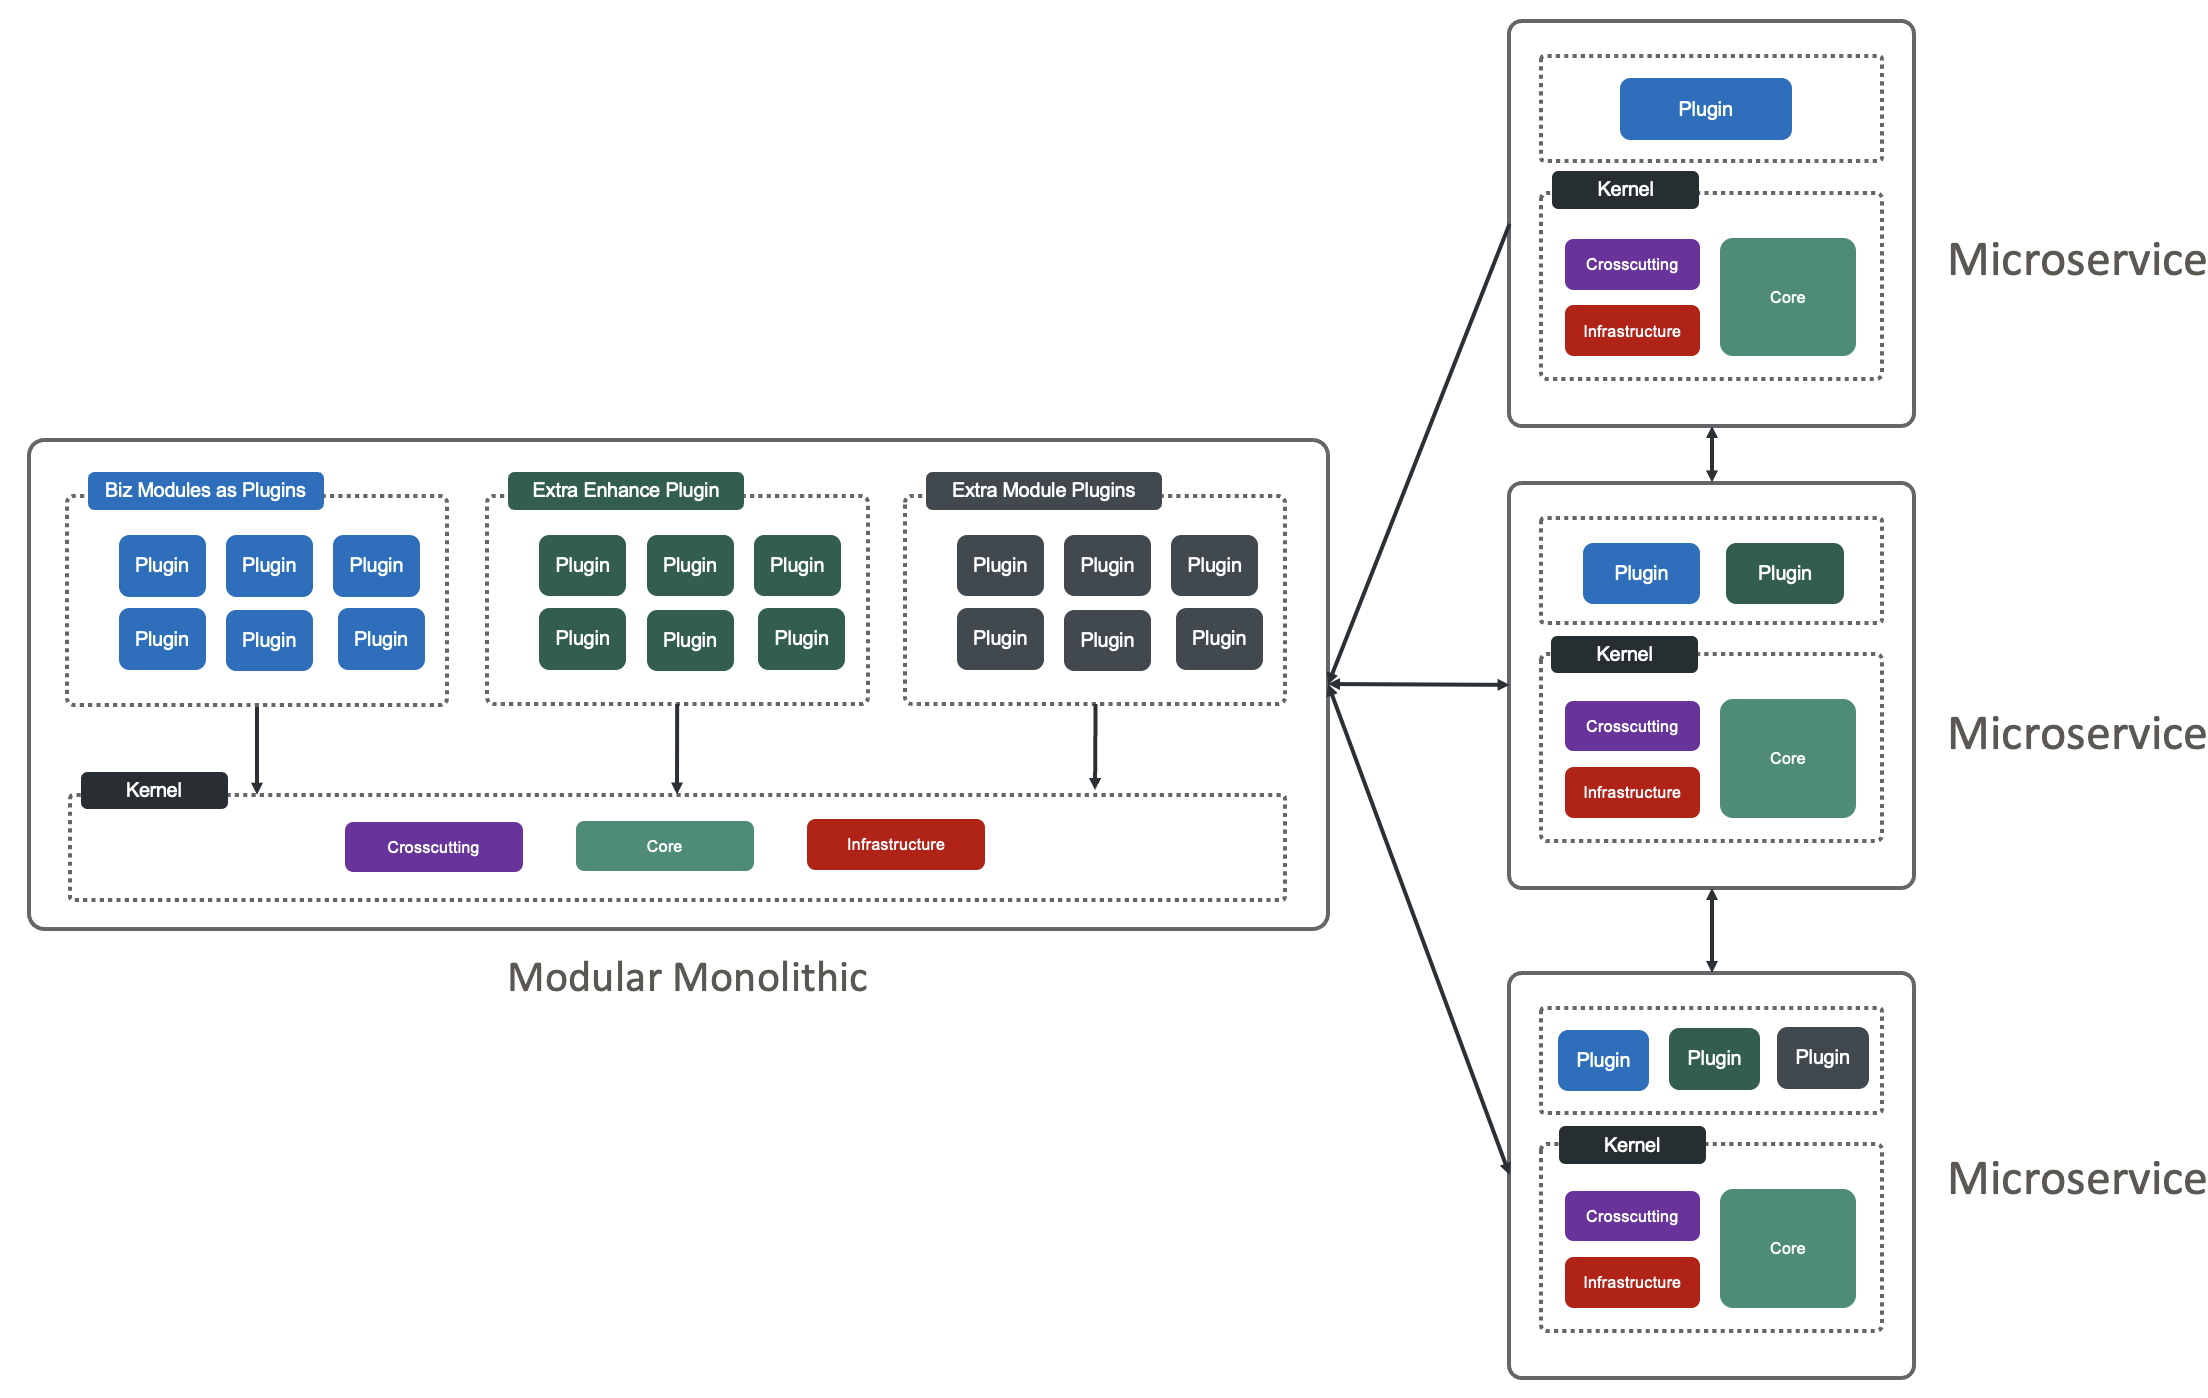 Biz Modules as Plugins
Plugin Plugin Plugin
Plugin Plugin Plugin
Extra Enhance Plugin
Plugin Plugin Plugin
Plugin Plugin Plugin
Extra Module Plugins
Plugin Plugin Plugin
Plugin Plugin Plugin
Kernel
Crosscutting Core Infrastructure
Modular Monolithic
Plugin
Kernel
Crosscutting
Core
Infrastructure
Microservice
Plugin Plugin
Kernel
Crosscutting
Core
Infrastructure
Microservice
Plugin Plugin Plugin
Kernel
Crosscutting
Core
Infrastructure
Microservice